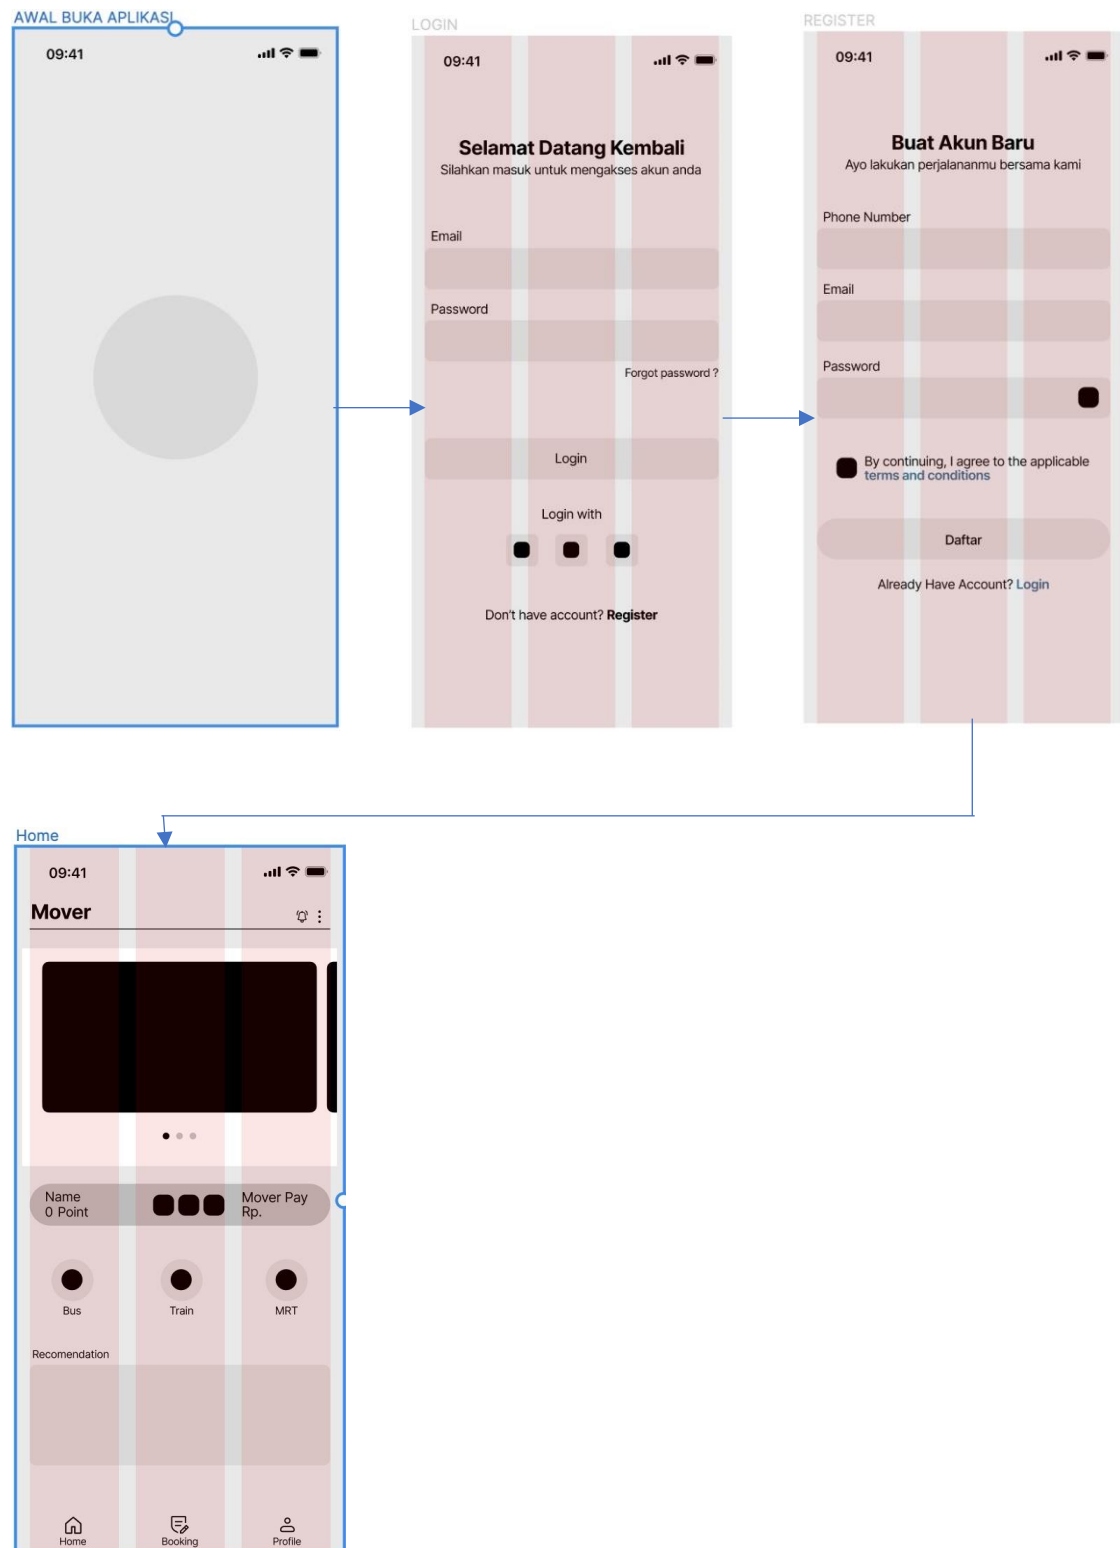 AWAL BUKA APLIKASI
09:41
LOGIN
09:41
Selamat Datang Kembali
Silahkan masuk untuk mengakses akun anda
Email
Password
Forgot password ?
Login
Login with
Don't have account? Register
REGISTER
09:41
Buat Akun Baru
Ayo lakukan perjalananmu bersama kami
Phone Number
Email
Password
By continuing, I agree to the applicable
terms and conditions
Daftar
Already Have Account? Login
Home
09:41
Mover
Name
0 Point
Mover Pay
Rp.
Bus
Train
MRT
Recomendation
Home
Booking
Profile